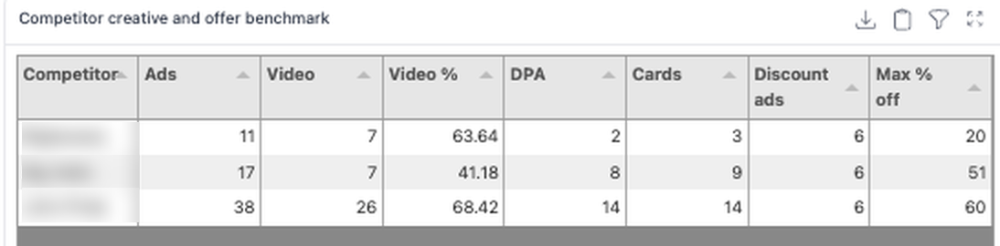 Competitor creative and offer benchmark
Competitor Ads Video Video % DPA Cards Discount ads Max % off
11 7 63.64 2 3 6 20
17 7 41.18 8 9 6 51
38 26 68.42 14 14 6 60